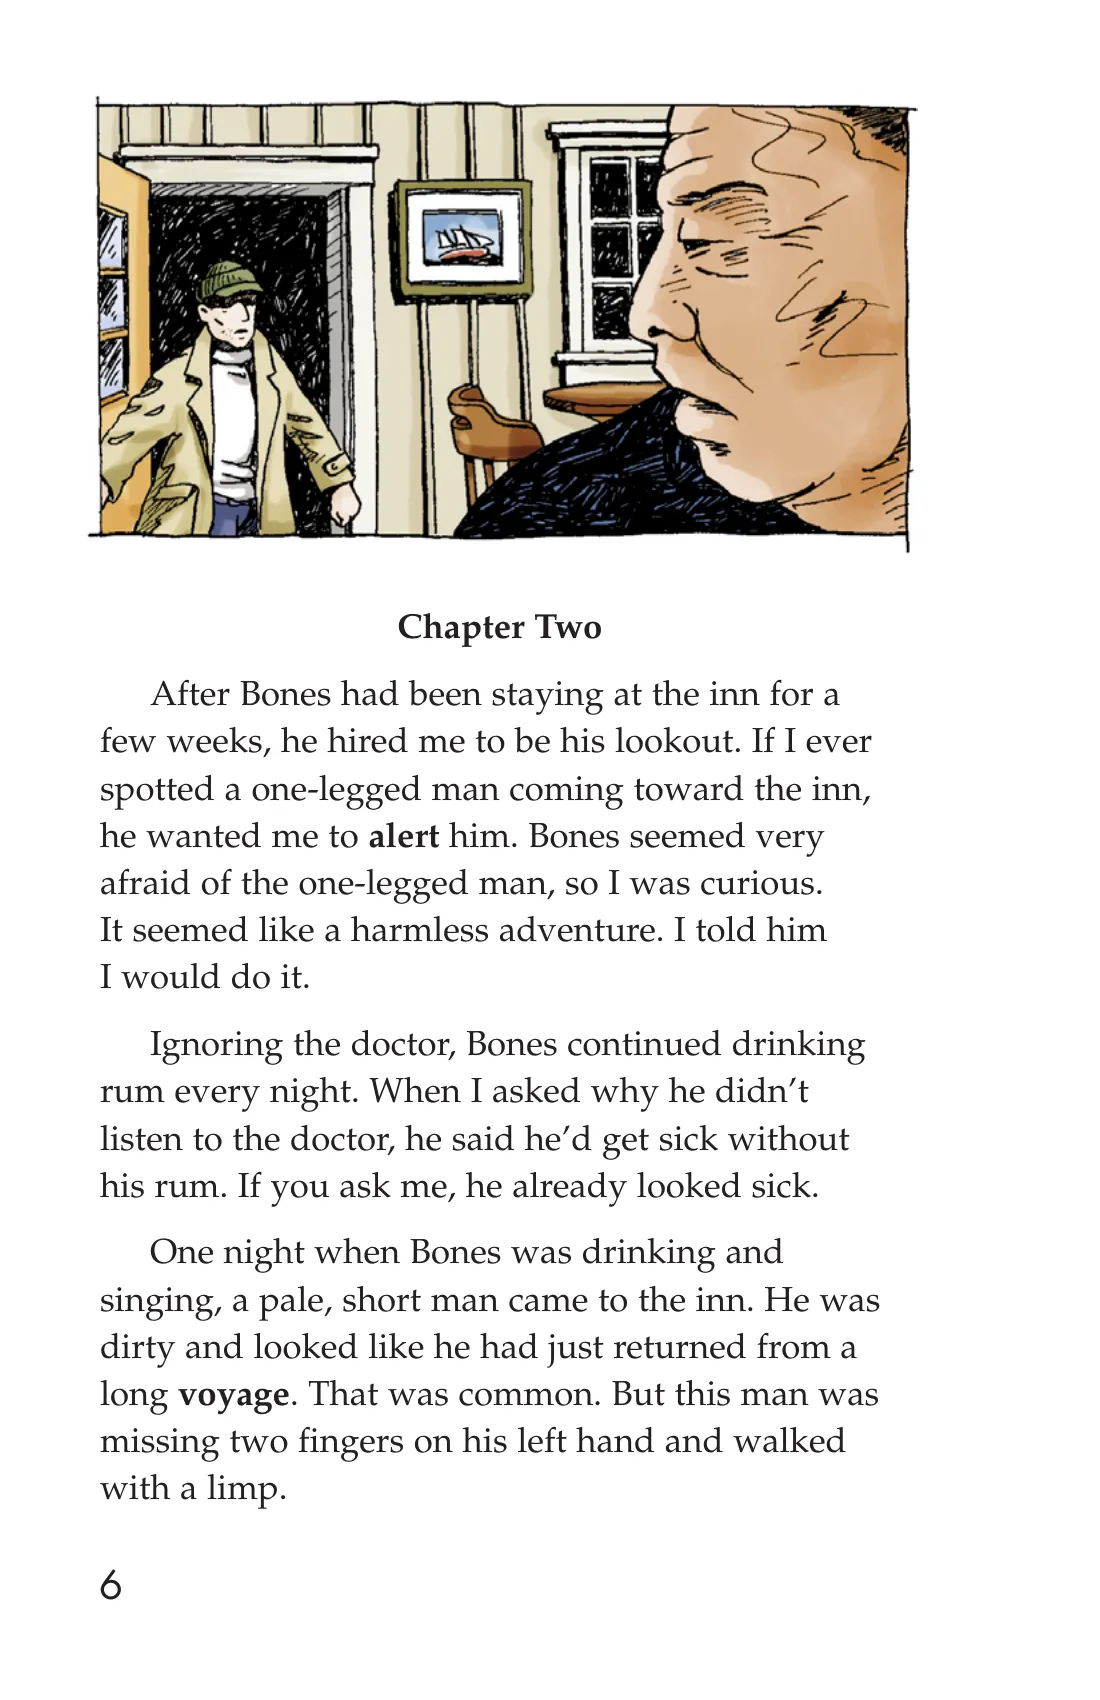 Chapter Two
After Bones had been staying at the inn for a
few weeks, he hired me to be his lookout. If I ever
spotted a one-legged man coming toward the inn,
he wanted me to alert him. Bones seemed very
afraid of the one-legged man, so I was curious.
It seemed like a harmless adventure. I told him
I would do it.
Ignoring the doctor, Bones continued drinking
rum every night. When I asked why he didn’t
listen to the doctor, he said he’d get sick without
his rum. If you ask me, he already looked sick.
One night when Bones was drinking and
singing, a pale, short man came to the inn. He was
dirty and looked like he had just returned from a
long voyage. That was common. But this man was
missing two fingers on his left hand and walked
with a limp.
6